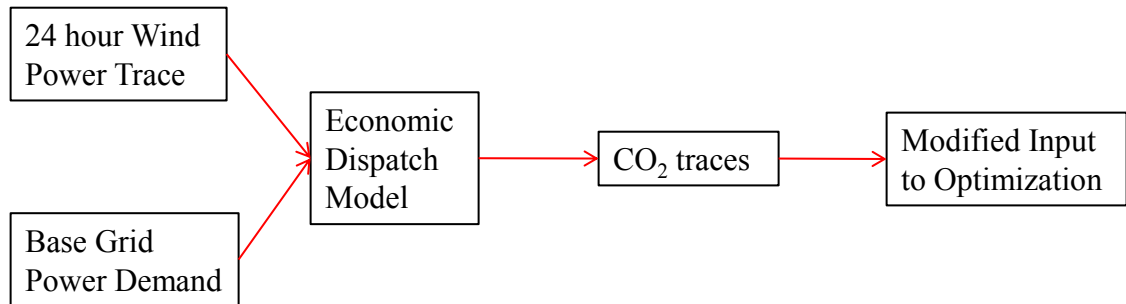 24 hour Wind
Power Trace
Base Grid
Power Demand
Economic
Dispatch
Model
CO₂ traces
Modified Input
to Optimization